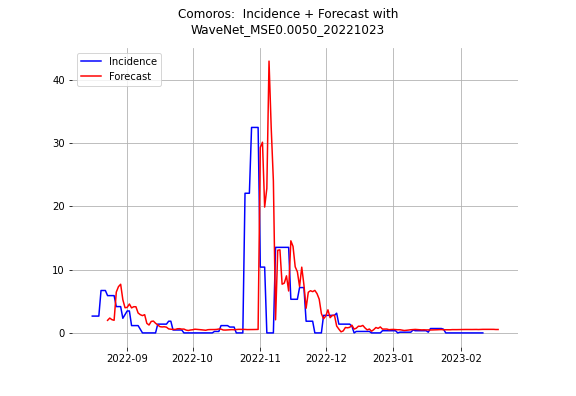 Comoros:  Incidence + Forecast with
WaveNet_MSE0.0050_20221023
Incidence
Forecast
40
30
20
10
0
2022-09
2022-10
2022-11
2022-12
2023-01
2023-02